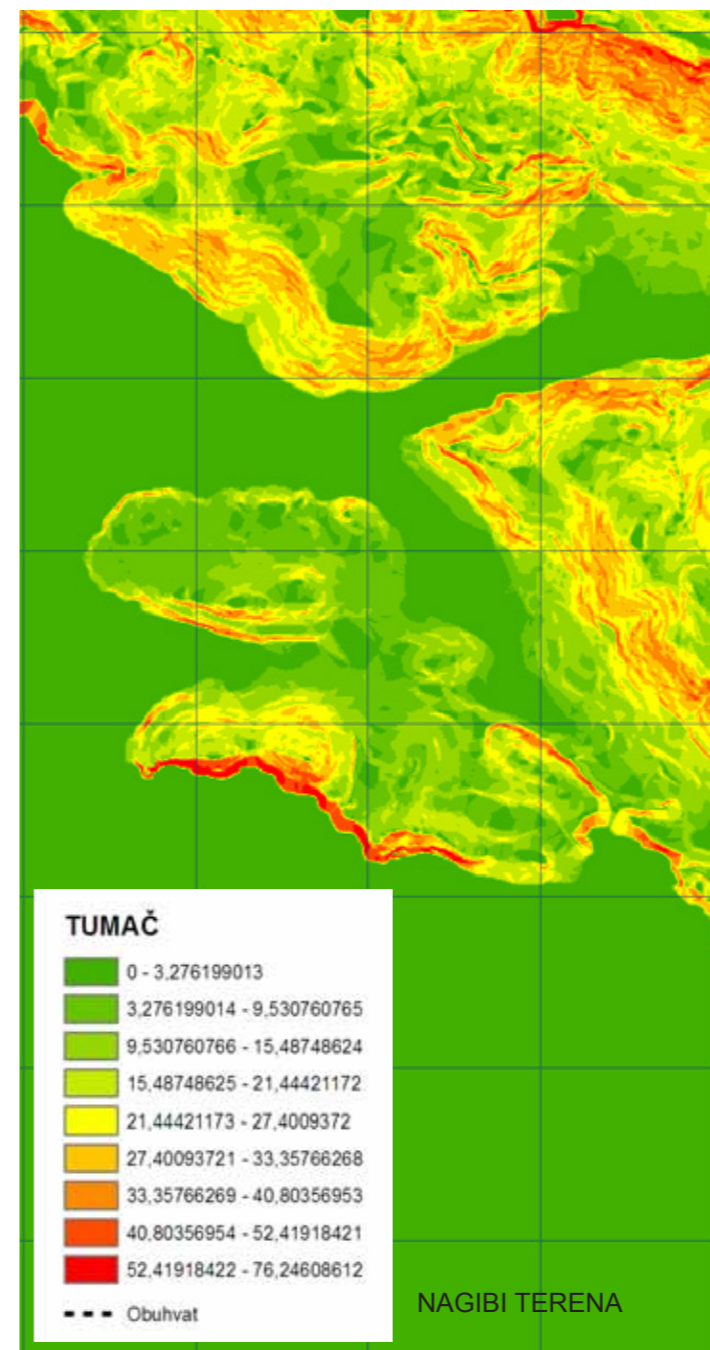 TUMAČ
0 - 3,276199013
3,276199014 - 9,530760765
9,530760766 - 15,48748624
15,48748625 - 21,44421172
21,44421173 - 27,4009372
27,40093721 - 33,35766268
33,35766269 - 40,80356953
40,80356954 - 52,41918421
52,41918422 - 76,24608612
Obuhvat
NAGIBI TERENA